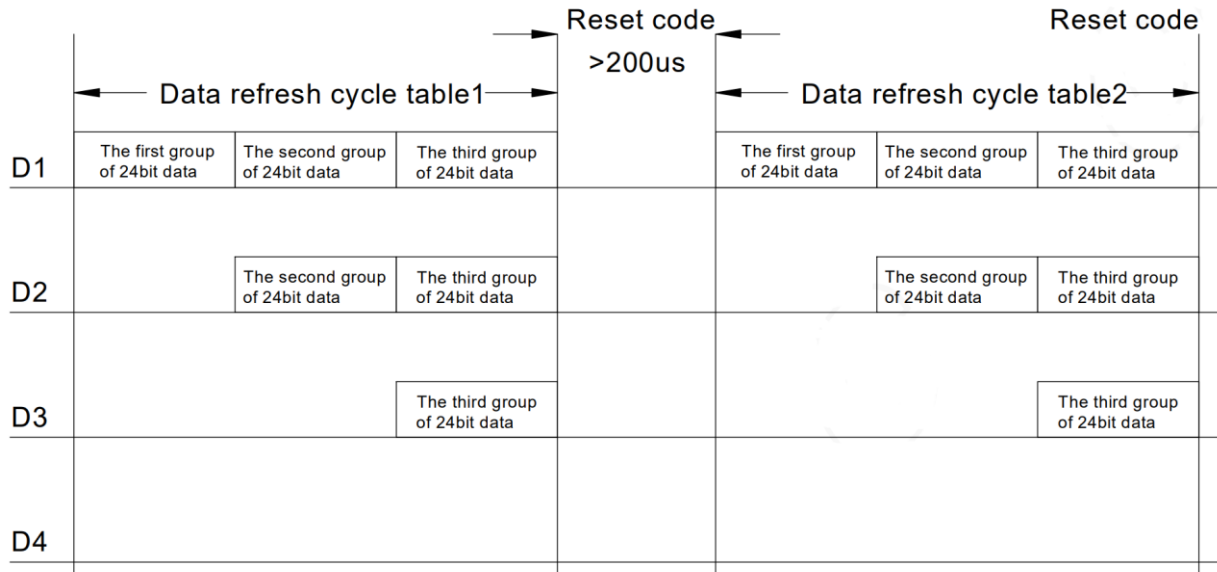 Reset code
Reset code
>200us
Data refresh cycle table1
Data refresh cycle table2
D1
The first group
of 24bit data
The second group
of 24bit data
The third group
of 24bit data
The first group
of 24bit data
The second group
of 24bit data
The third group
of 24bit data
D2
The second group
of 24bit data
The third group
of 24bit data
The second group
of 24bit data
The third group
of 24bit data
D3
The third group
of 24bit data
The third group
of 24bit data
D4